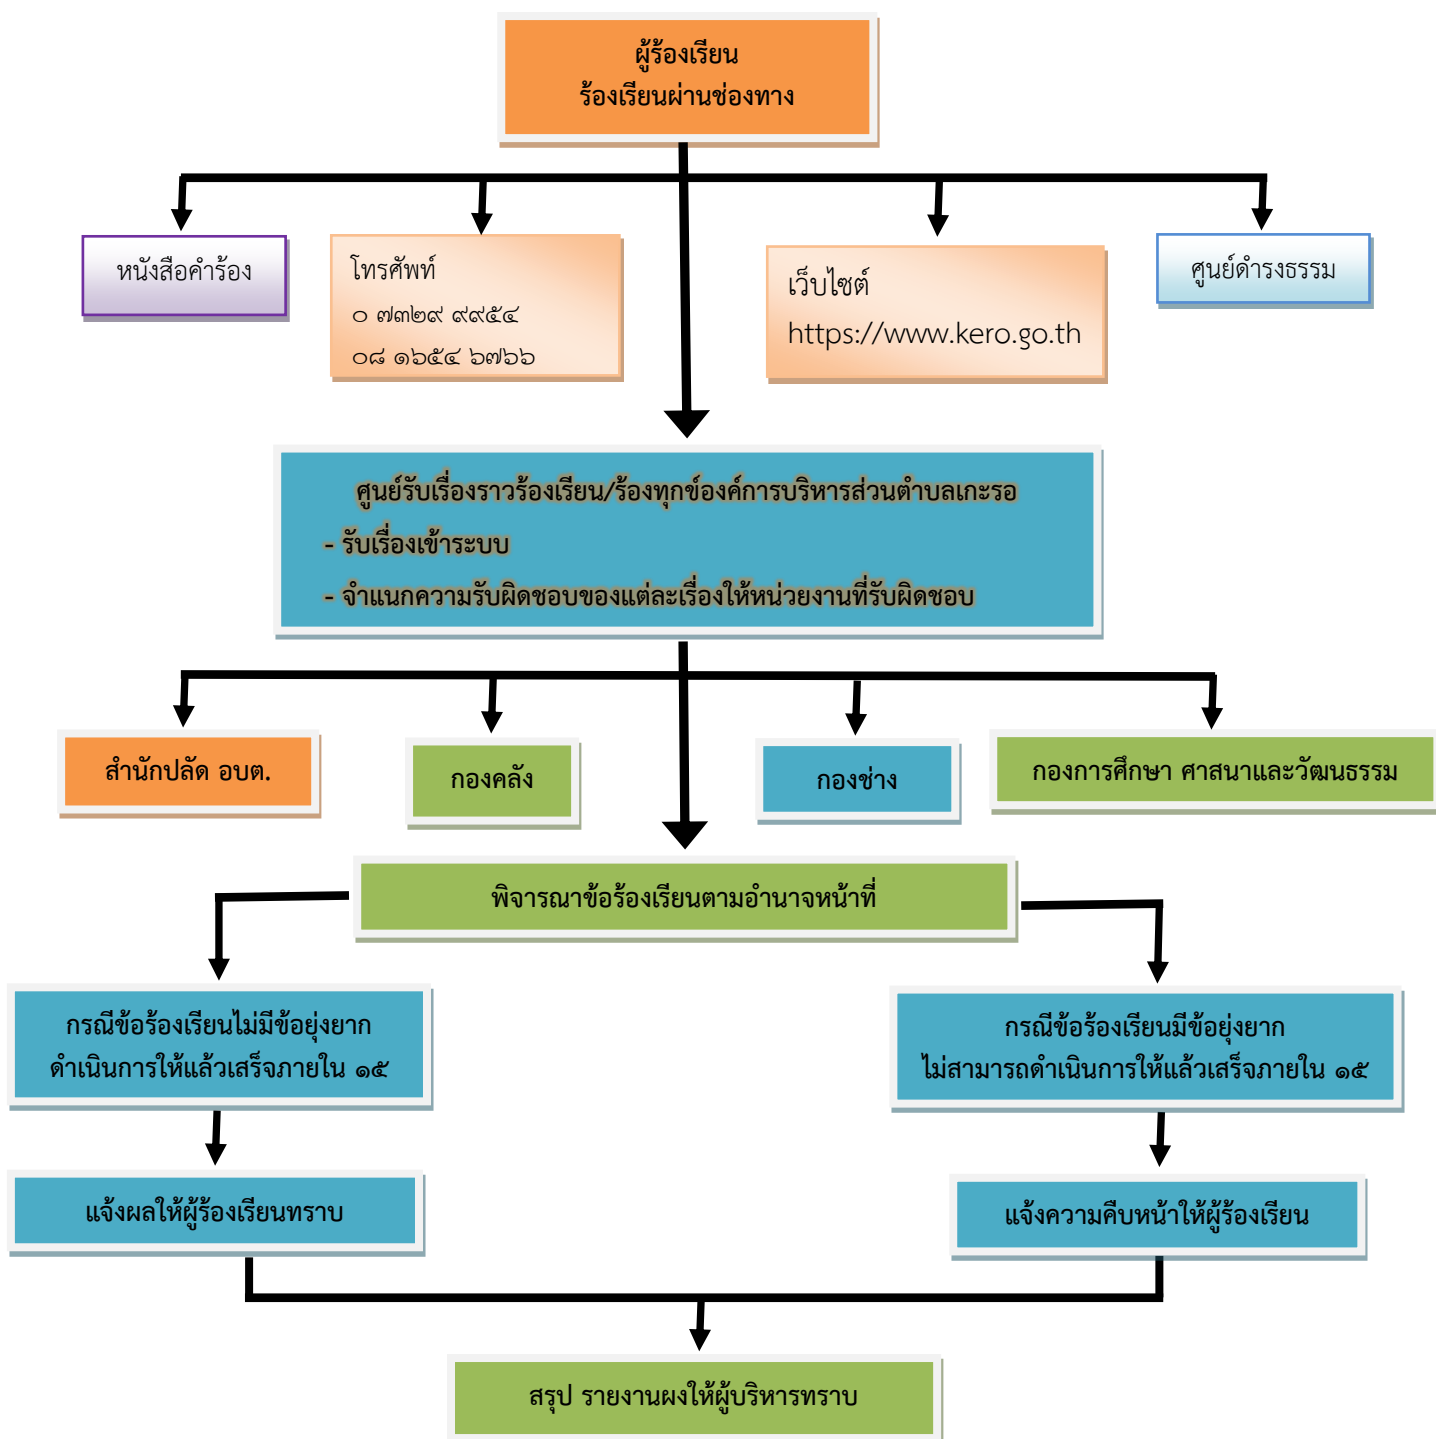 ผู้ร้องเรียน
ร้องเรียนผ่านช่องทาง
หนังสือคำร้อง
โทรศัพท์
๐ ๗๓๒๙ ๙๙๕๔
๐๘ ๑๖๕๔ ๖๗๖๖
เว็บไซต์
https://www.kero.go.th
ศูนย์ดำรงธรรม
ศูนย์รับเรื่องราวร้องเรียน/ร้องทุกข์องค์การบริหารส่วนตำบลเกะรอ
- รับเรื่องเข้าระบบ
- จำแนกความรับผิดชอบของแต่ละเรื่องให้หน่วยงานที่รับผิดชอบ
สำนักปลัด อบต.
กองคลัง
กองช่าง
กองการศึกษา ศาสนาและวัฒนธรรม
พิจารณาข้อร้องเรียนตามอำนาจหน้าที่
กรณีข้อร้องเรียนไม่มีข้อยุ่งยาก
ดำเนินการให้แล้วเสร็จภายใน ๑๕
กรณีข้อร้องเรียนมีข้อยุ่งยาก
ไม่สามารถดำเนินการให้แล้วเสร็จภายใน ๑๕
แจ้งผลให้ผู้ร้องเรียนทราบ
แจ้งความคืบหน้าให้ผู้ร้องเรียน
สรุป รายงานผงให้ผู้บริหารทราบ